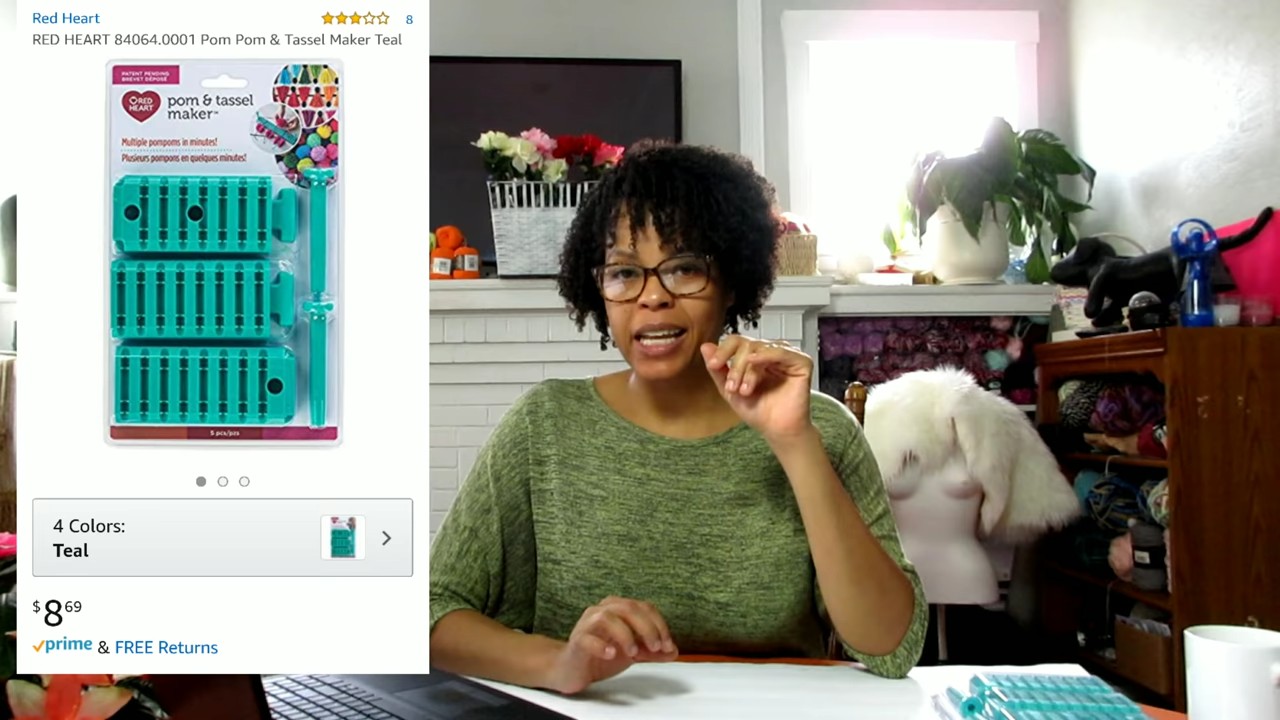 Red Heart
8
RED HEART 84064.0001 Pom Pom & Tassel Maker Teal
PATENT PENDING
BREVET DÉPOSÉ
RED HEART
pom & tassel
maker™
Multiple pompoms in minutes!
Plusieurs pompons en quelques minutes!
5 pcs/pzs
4 Colors:
Teal
$8 69
prime & FREE Returns